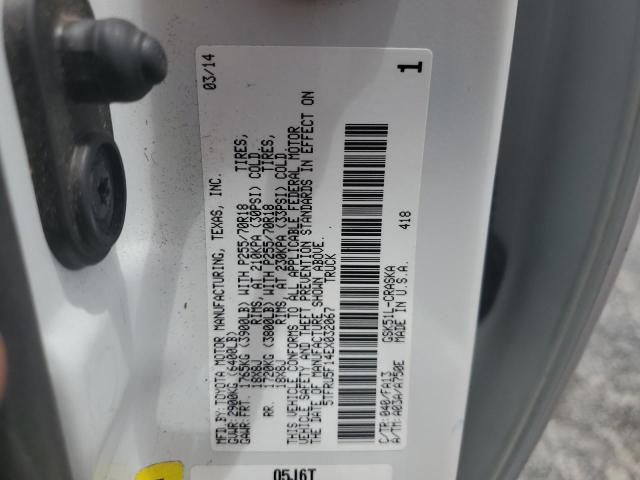 MFD.BY: TOYOTA MOTOR MANUFACTURING, TEXAS, INC. 03/14
GVWR: 2900KG (6400LB)
GAWR: FRT. 1765KG (3900LB) WITH P255/70R18 TIRES,
18X8J RIMS, AT 210KPA (30PSI) COLD.
RR. 1720KG (3800LB) WITH P255/70R18 TIRES,
18X8J RIMS, AT 230KPA (33PSI) COLD
THIS VEHICLE CONFORMS TO ALL APPLICABLE FEDERAL MOTOR
VEHICLE SAFETY AND THEFT PREVENTION STANDARDS IN EFFECT ON
THE DATE OF MANUFACTURE SHOWN ABOVE.
5TFRU5F14EX032067 TRUCK
C/TR: 040/FA13 GSK51L-CRASKA 418 1
A/TM: A03A/A750E MADE IN U.S.A.
05J6T